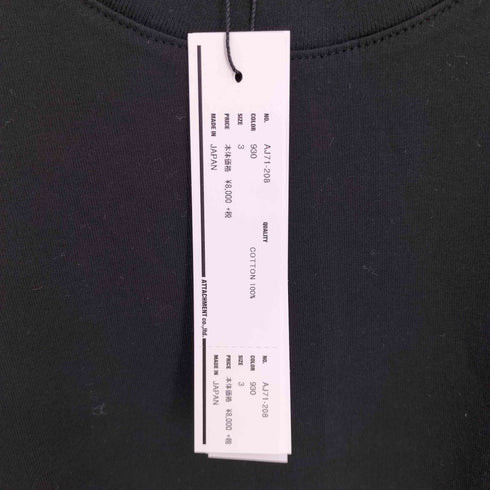 NO. AJ71-208
COLOR 930
SIZE 3
PRICE 本体価格 ¥8,000 +税
MADE IN JAPAN
QUALITY
COTTON 100%
ATTACHMENT co.,ltd.
NO. AJ71-208
COLOR 930
SIZE 3
PRICE 本体価格 ¥8,000 +税
MADE IN JAPAN